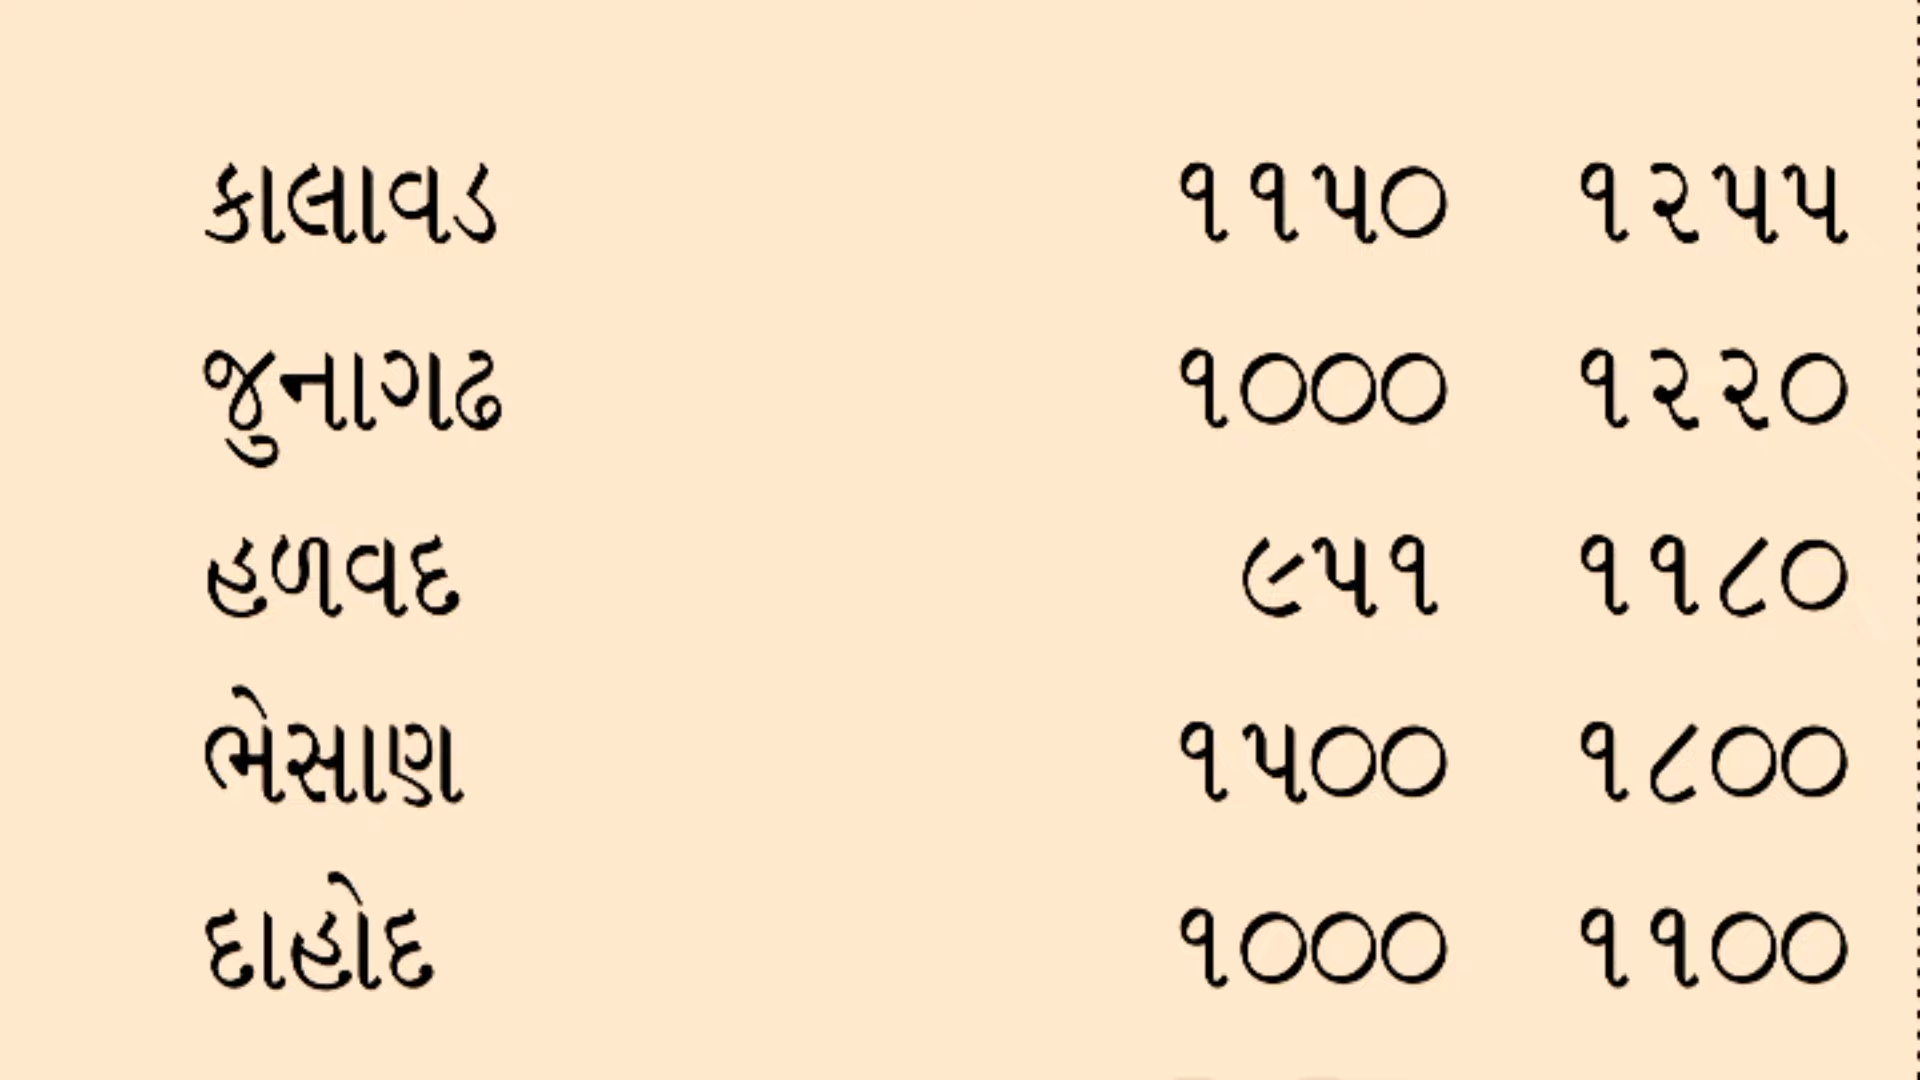 કાલાવડ ૧૧૫૦ ૧૨૫૫
જુનાગઢ ૧૦૦૦ ૧૨૨૦
હળવદ ૯૫૧ ૧૧૮૦
ભેસાણ ૧૫૦૦ ૧૮૦૦
દાહોદ ૧૦૦૦ ૧૧૦૦